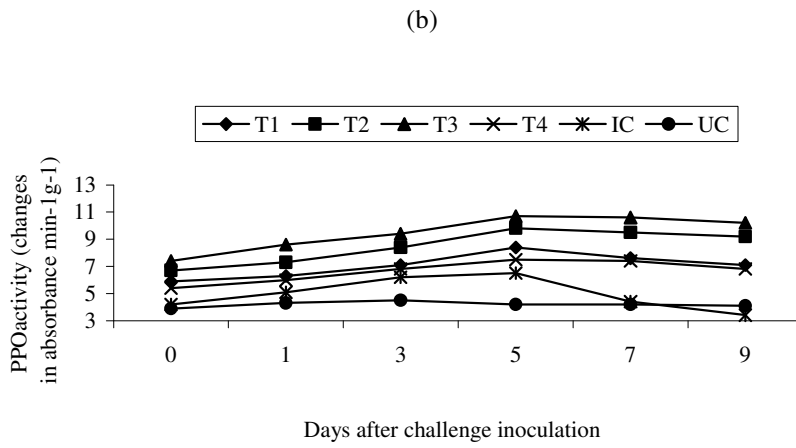 (b)
T1 T2 T3 T4 IC UC
PPOactivity (changes
in absorbance min-1g-1)
13
11
9
7
5
3
0 1 3 5 7 9
Days after challenge inoculation